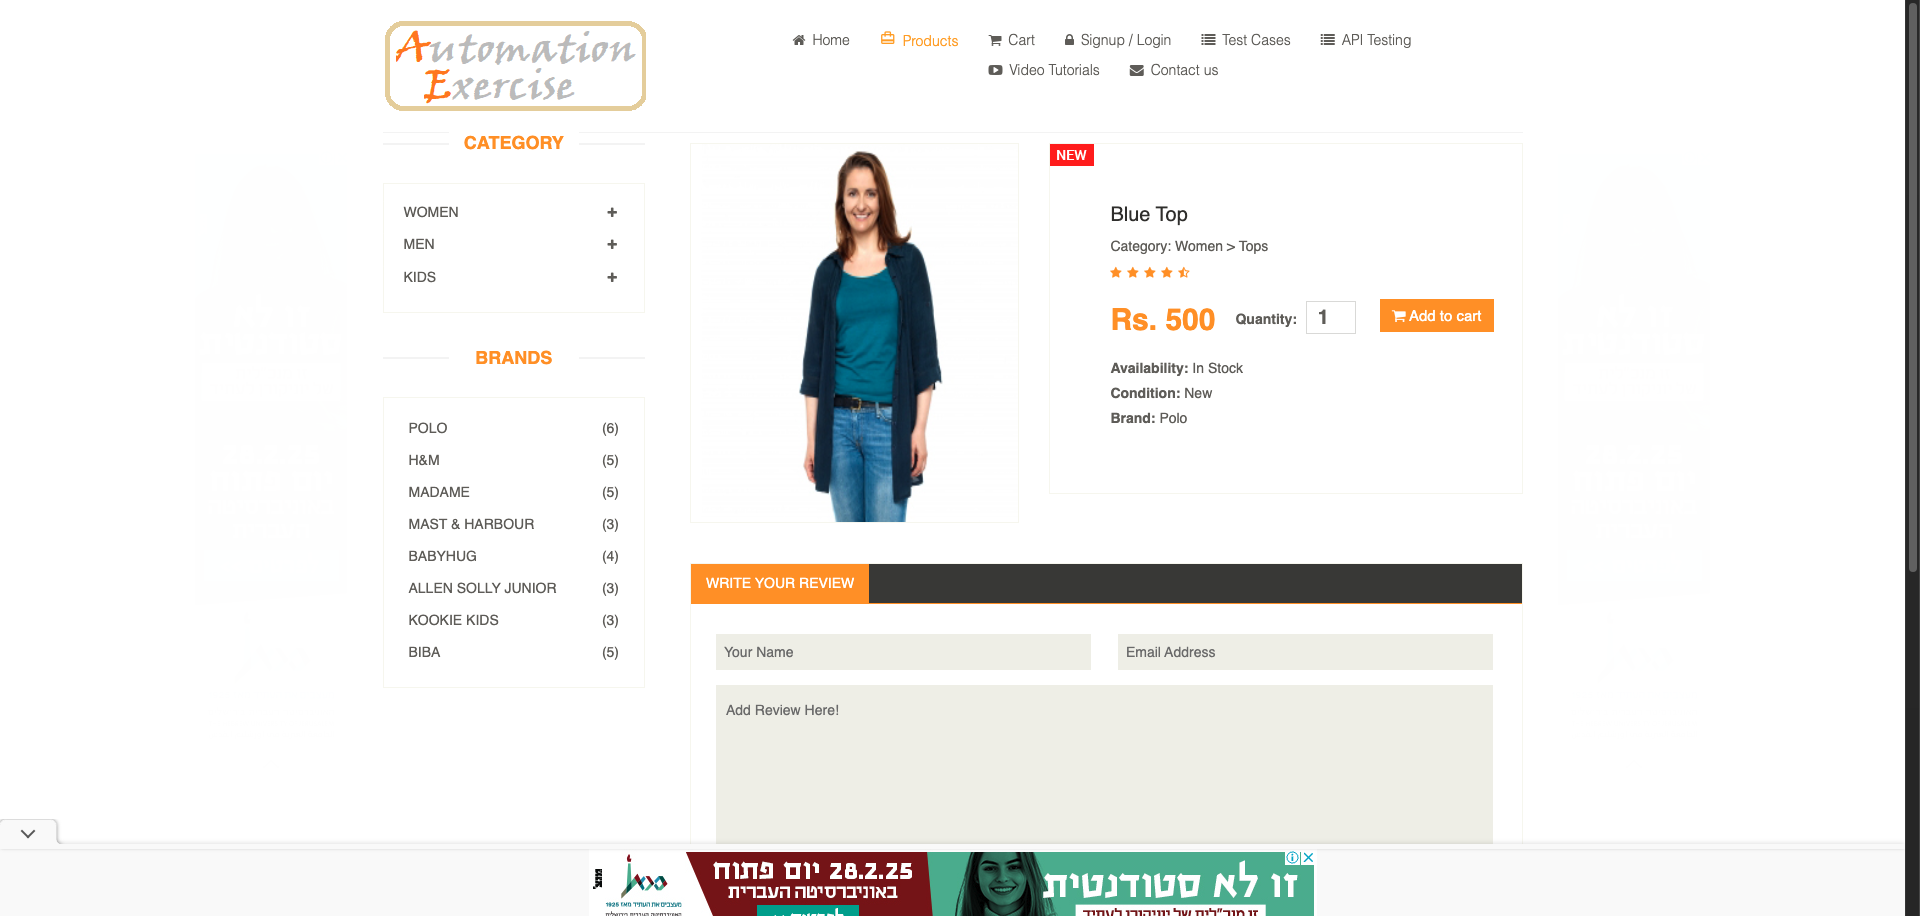 Automation
Exercise
Home
Products
Cart
Signup / Login
Test Cases
API Testing
Video Tutorials
Contact us
CATEGORY
WOMEN
MEN
KIDS
BRANDS
POLO (6)
H&M (5)
MADAME (5)
MAST & HARBOUR (3)
BABYHUG (4)
ALLEN SOLLY JUNIOR (3)
KOOKIE KIDS (3)
BIBA (5)
NEW
Blue Top
Category: Women > Tops
Rs. 500 Quantity: 1 Add to cart
Availability: In Stock
Condition: New
Brand: Polo
WRITE YOUR REVIEW
Your Name
Email Address
Add Review Here!
28.2.25 יום פתוח
באוניברסיטה העברית
זו לא סטודנטית